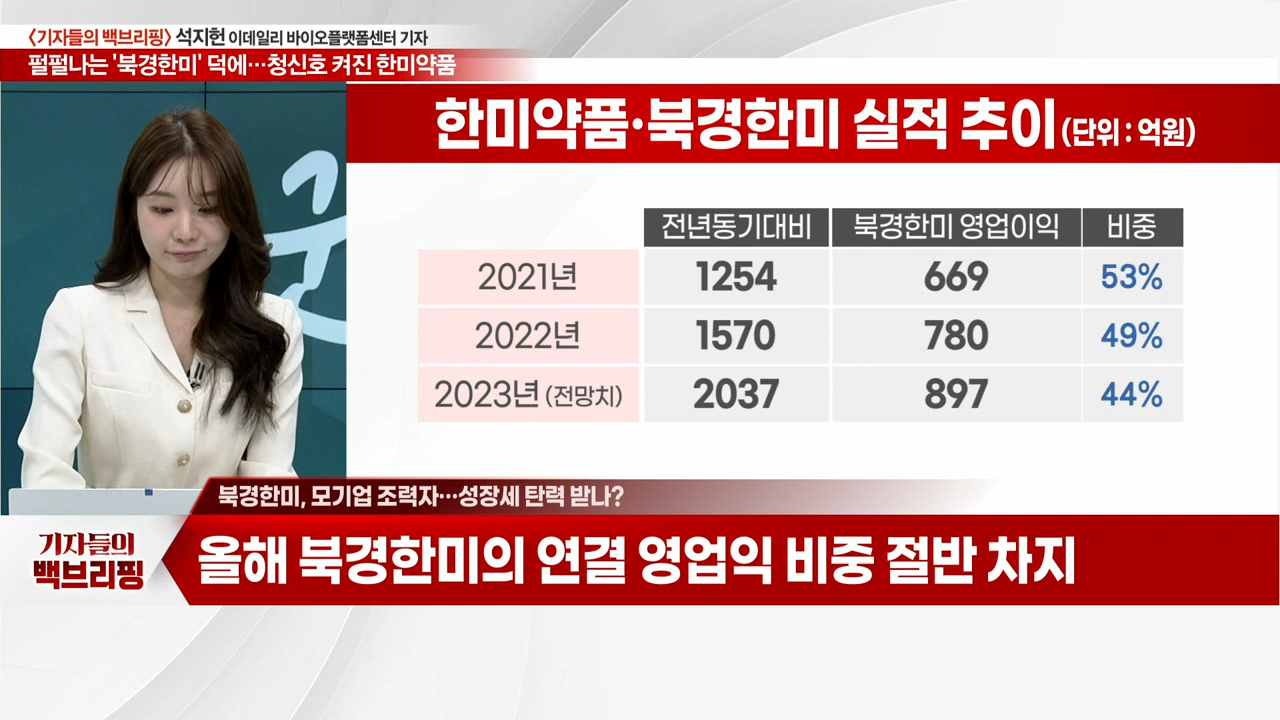 <기자들의 백브리핑> 석지헌 이데일리 바이오플랫폼센터 기자
펄펄나는 '북경한미' 덕에…청신호 켜진 한미약품
한미약품·북경한미 실적 추이 (단위 : 억원)
전년동기대비 북경한미 영업이익 비중
2021년 1254 669 53%
2022년 1570 780 49%
2023년 (전망치) 2037 897 44%
북경한미, 모기업 조력자…성장세 탄력 받나?
기자들의
백브리핑
올해 북경한미의 연결 영업익 비중 절반 차지